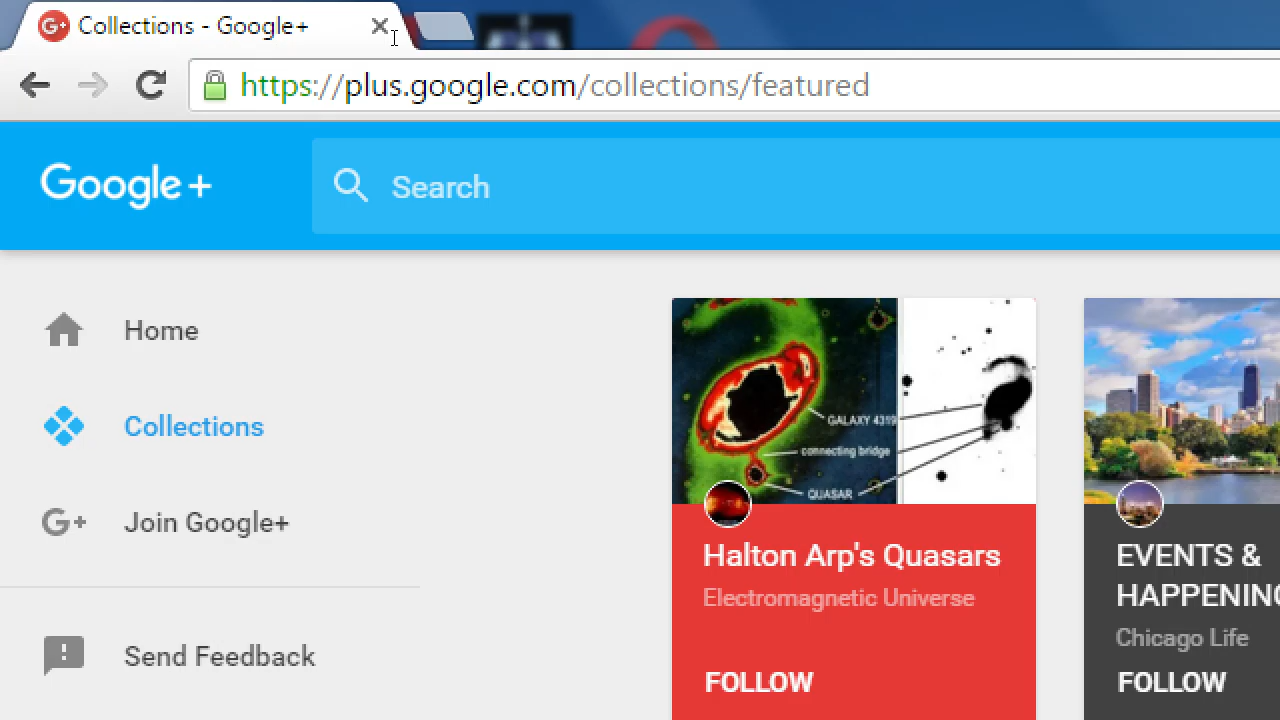 Collections - Google+
https://plus.google.com/collections/featured
Google+
Search
Home
Collections
G+ Join Google+
Send Feedback
GALAXY 4319
connecting bridge
QUASAR
Halton Arp's Quasars
Electromagnetic Universe
FOLLOW
EVENTS &
HAPPENING
Chicago Life
FOLLOW